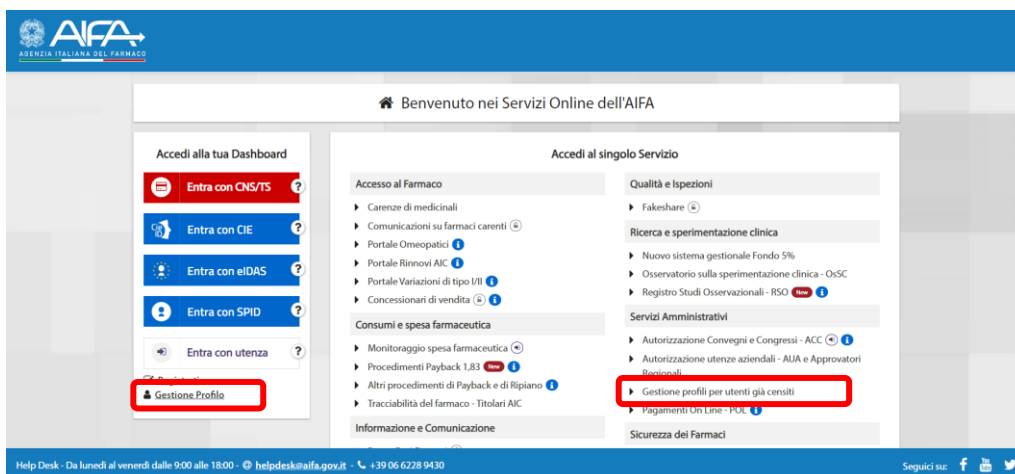 AIFA
AGENZIA ITALIANA DEL FARMACO
Benvenuto nei Servizi Online dell'AIFA
Accedi alla tua Dashboard
Entra con CNS/TS ?
Entra con CIE ?
Entra con eIDAS ?
Entra con SPID ?
Entra con utenza ?
Gestione Profilo
Accedi al singolo Servizio
Accesso al Farmaco
Carenze di medicinali
Comunicazioni su farmaci carenti
Portale Omeopatici
Portale Rinnovi AIC
Portale Variazioni di tipo I/II
Concessionari di vendita
Consumi e spesa farmaceutica
Monitoraggio spesa farmaceutica
Procedimenti Payback 1,83 New
Altri procedimenti di Payback e di Ripiano
Tracciabilità del farmaco - Titolari AIC
Informazione e Comunicazione
Qualità e Ispezioni
Fakeshare
Ricerca e sperimentazione clinica
Nuovo sistema gestionale Fondo 5%
Osservatorio sulla sperimentazione clinica - OsSC
Registro Studi Osservazionali - RSO New
Servizi Amministrativi
Autorizzazione Convegni e Congressi - ACC
Autorizzazione utenze aziendali - AUA e Approvatori
Regionali
Gestione profili per utenti già censiti
Pagamenti On Line - POL
Sicurezza dei Farmaci
Help Desk - Da lunedì al venerdì dalle 9:00 alle 18:00 - @ helpdesk@aifa.gov.it - +39 06 6228 9430
Seguici su: